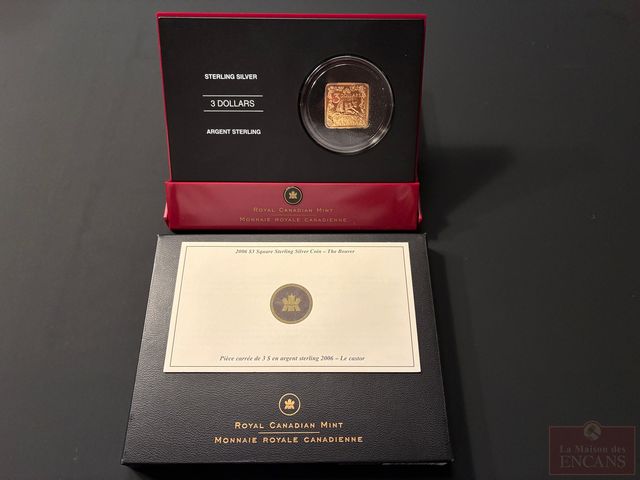 STERLING SILVER
3 DOLLARS
ARGENT STERLING
3 DOLLARS
ROYAL CANADIAN MINT
MONNAIE ROYALE CANADIENNE
2006 $3 Square Sterling Silver Coin – The Beaver
Pièce carrée de 3 $ en argent sterling 2006 – Le castor
ROYAL CANADIAN MINT
MONNAIE ROYALE CANADIENNE
La Maison des
ENCANS